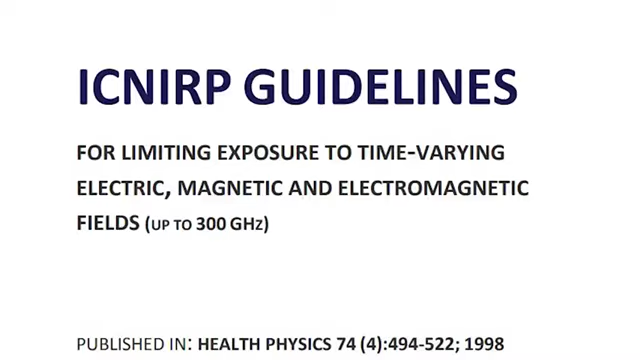 ICNIRP GUIDELINES
FOR LIMITING EXPOSURE TO TIME-VARYING
ELECTRIC, MAGNETIC AND ELECTROMAGNETIC
FIELDS (UP TO 300 GHZ)
PUBLISHED IN: HEALTH PHYSICS 74 (4):494-522; 1998